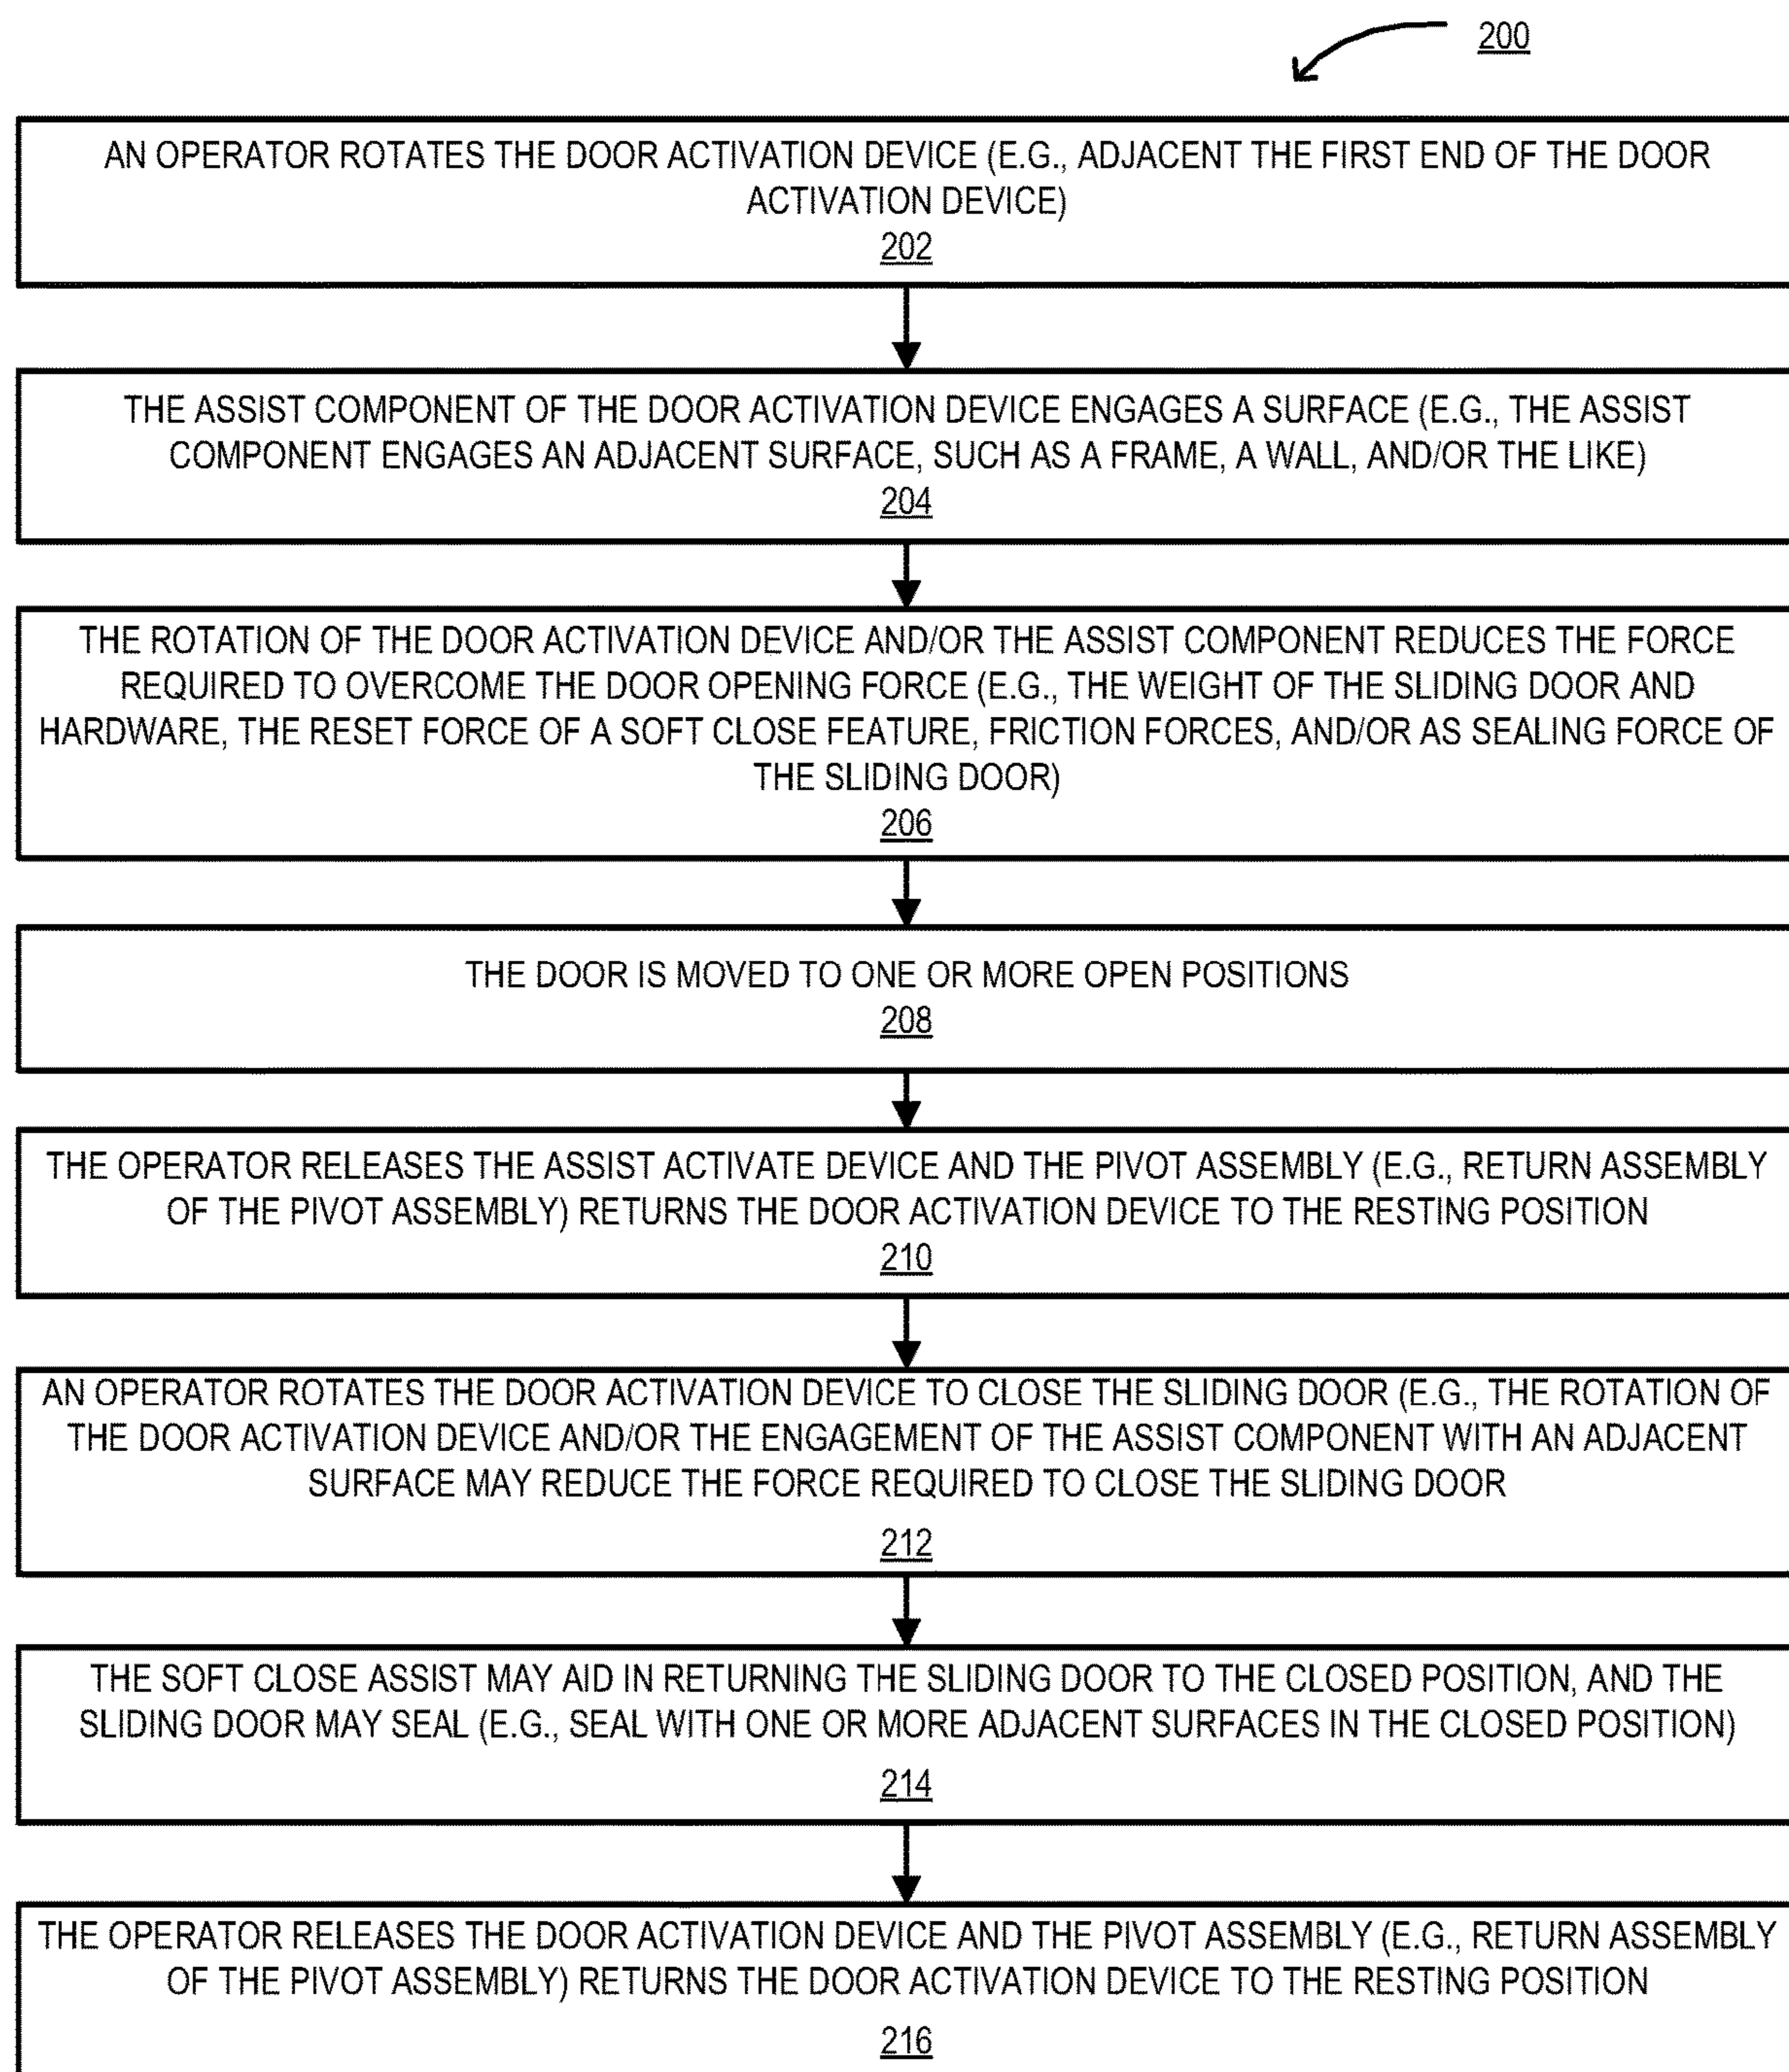 200
AN OPERATOR ROTATES THE DOOR ACTIVATION DEVICE (E.G., ADJACENT THE FIRST END OF THE DOOR
ACTIVATION DEVICE)
202
THE ASSIST COMPONENT OF THE DOOR ACTIVATION DEVICE ENGAGES A SURFACE (E.G., THE ASSIST
COMPONENT ENGAGES AN ADJACENT SURFACE, SUCH AS A FRAME, A WALL, AND/OR THE LIKE)
204
THE ROTATION OF THE DOOR ACTIVATION DEVICE AND/OR THE ASSIST COMPONENT REDUCES THE FORCE
REQUIRED TO OVERCOME THE DOOR OPENING FORCE (E.G., THE WEIGHT OF THE SLIDING DOOR AND
HARDWARE, THE RESET FORCE OF A SOFT CLOSE FEATURE, FRICTION FORCES, AND/OR AS SEALING FORCE OF
THE SLIDING DOOR)
206
THE DOOR IS MOVED TO ONE OR MORE OPEN POSITIONS
208
THE OPERATOR RELEASES THE ASSIST ACTIVATE DEVICE AND THE PIVOT ASSEMBLY (E.G., RETURN ASSEMBLY
OF THE PIVOT ASSEMBLY) RETURNS THE DOOR ACTIVATION DEVICE TO THE RESTING POSITION
210
AN OPERATOR ROTATES THE DOOR ACTIVATION DEVICE TO CLOSE THE SLIDING DOOR (E.G., THE ROTATION OF
THE DOOR ACTIVATION DEVICE AND/OR THE ENGAGEMENT OF THE ASSIST COMPONENT WITH AN ADJACENT
SURFACE MAY REDUCE THE FORCE REQUIRED TO CLOSE THE SLIDING DOOR
212
THE SOFT CLOSE ASSIST MAY AID IN RETURNING THE SLIDING DOOR TO THE CLOSED POSITION, AND THE
SLIDING DOOR MAY SEAL (E.G., SEAL WITH ONE OR MORE ADJACENT SURFACES IN THE CLOSED POSITION)
214
THE OPERATOR RELEASES THE DOOR ACTIVATION DEVICE AND THE PIVOT ASSEMBLY (E.G., RETURN ASSEMBLY
OF THE PIVOT ASSEMBLY) RETURNS THE DOOR ACTIVATION DEVICE TO THE RESTING POSITION
216